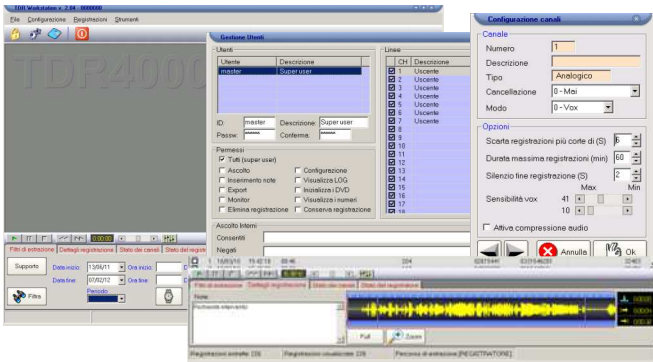 TDR Workstation v. 2.04 - 0000000
File Configurazione Registrazioni Strumenti
TDR4000
Filtri di estrazione Dettagli registrazione Stato dei canali Stato del registr
Supporto
Data inizio: 13/06/11 Ora inizio
Data fine: 07/02/12 Ora fine
Periodo
Filtra
Gestione Utenti
Utenti
Utente Descrizione
master Super user
ID: master Descrizione: Super user
Passw: ****** Conferma: ******
Permessi
Tutti (super user)
Ascolto Configurazione
Inserimento note Visualizza LOG
Export Inizializza i DVD
Monitor Visualizza i numeri
Elimina registrazione Conserva registrazione
Ascolto Interni
Consentiti
Negati
Linee
CH Descrizione
1 Uscente
2 Uscente
3 Uscente
4 Uscente
5 Uscente
6 Uscente
7 Uscente
8
9
10
11
12
13
14
15
16
17
18
Configurazione canali
Canale
Numero 1
Descrizione
Tipo Analogico
Cancellazione 0 - Mai
Modo 0 - Vox
Opzioni
Scarta registrazioni più corte di (S) 6
Durata massima registrazioni (min) 60
Silenzio fine registrazione (S) 2
Max Min
Sensibilità vox 41
10
Attiva compressione audio
Annulla Ok
Filtri di estrazione Dettagli registrazione Stato dei canali Stato del registratore
Note
Full Zoom
Registrazioni estratte 228 Registrazioni visualizzate 228 Percorso di estrazione [REGISTRATORE]